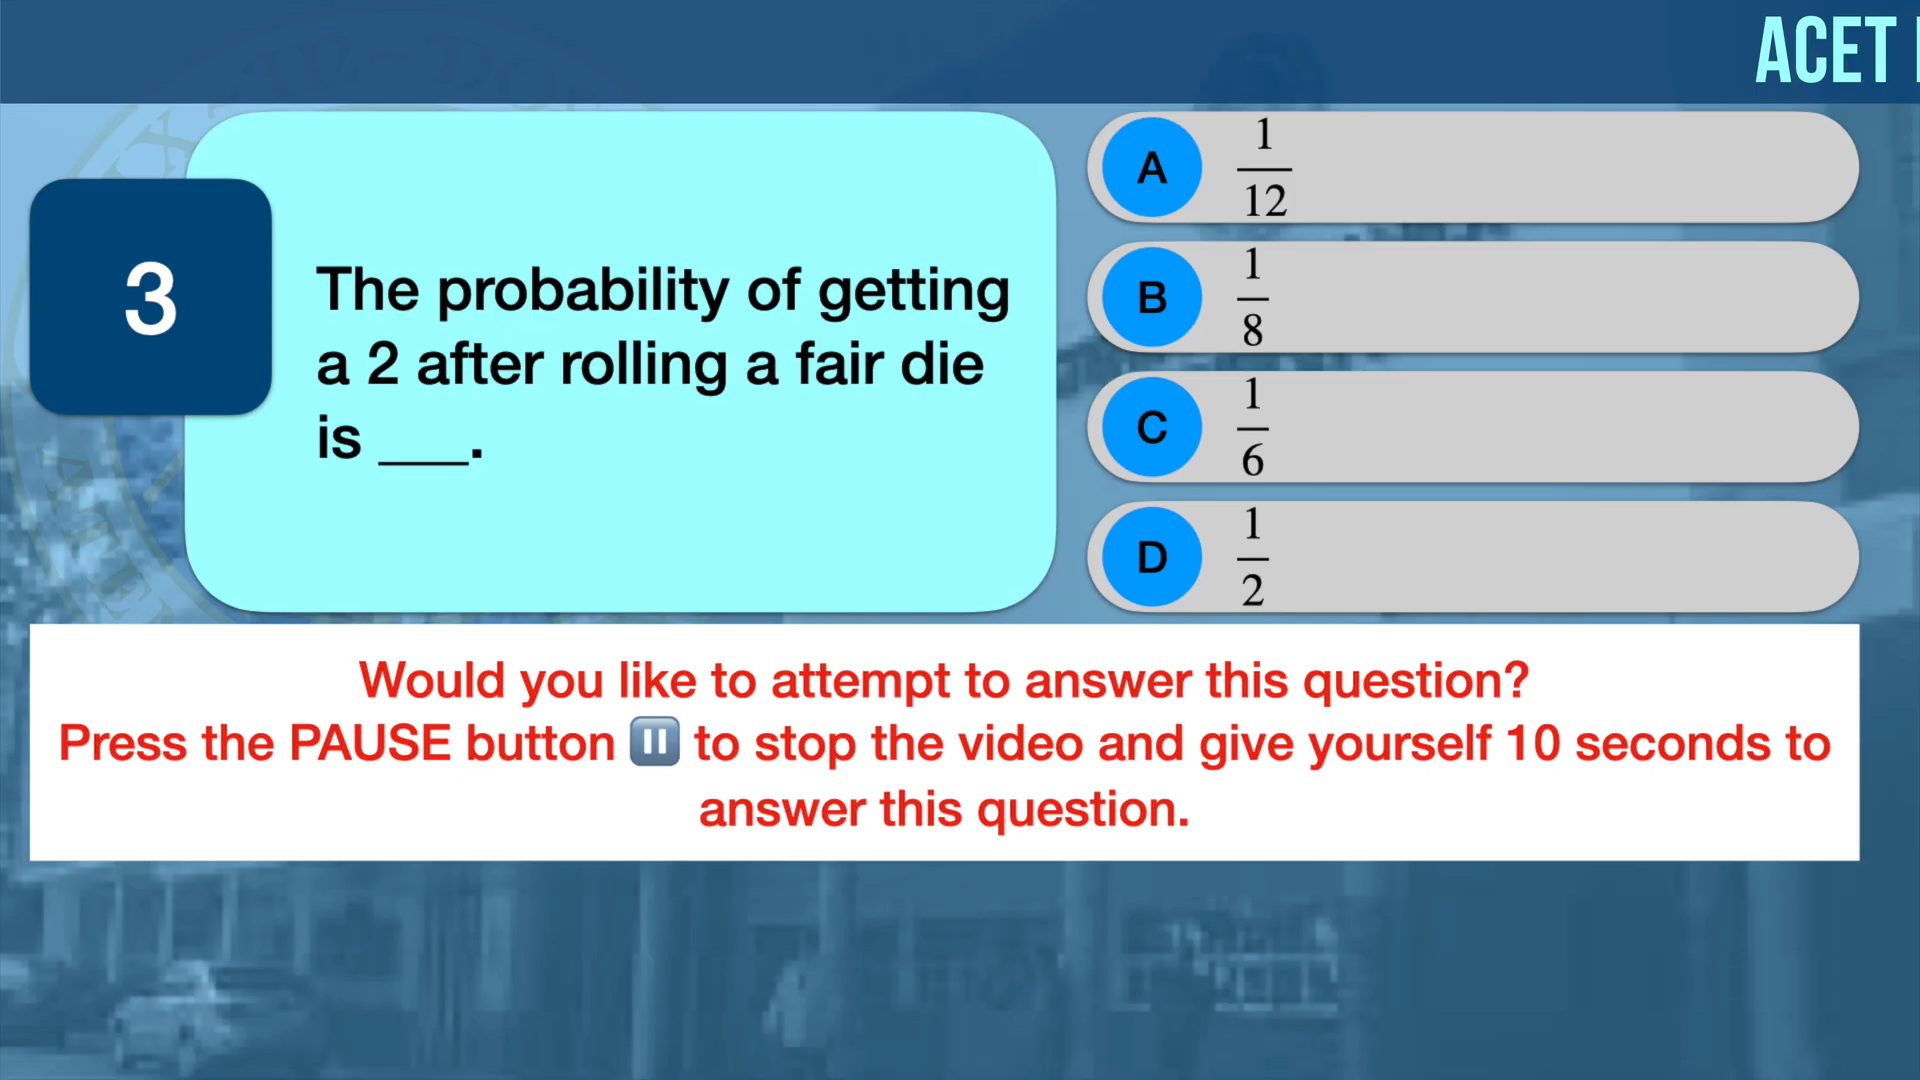 ACET
3
The probability of getting
a 2 after rolling a fair die
is ___.
A
1
12
B
1
8
C
1
6
D
1
2
Would you like to attempt to answer this question?
Press the PAUSE button ⏸️ to stop the video and give yourself 10 seconds to
answer this question.